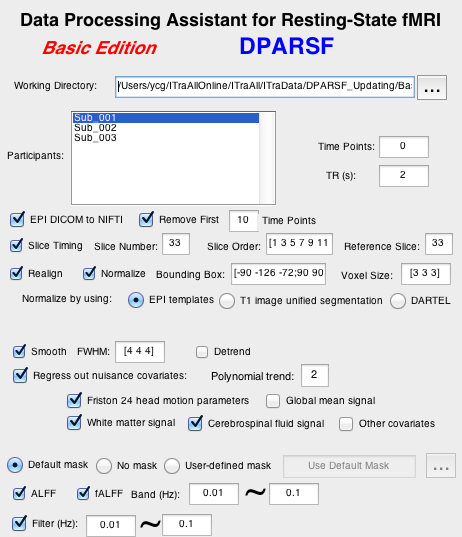 Data Processing Assistant for Resting-State fMRI
Basic Edition DPARSF
Working Directory: /Users/ycg/ITraAllOnline/ITraAll/ITraData/DPARSF_Updating/Ba ...
Sub_001
Sub_002
Sub_003
Participants:
Time Points: 0
TR (s): 2
EPI DICOM to NIFTI Remove First 10 Time Points
Slice Timing Slice Number: 33 Slice Order: [1 3 5 7 9 11 Reference Slice: 33
Realign Normalize Bounding Box: [-90 -126 -72;90 90 Voxel Size: [3 3 3]
Normalize by using: EPI templates T1 image unified segmentation DARTEL
Smooth FWHM: [4 4 4] Detrend
Regress out nuisance covariates: Polynomial trend: 2
Friston 24 head motion parameters Global mean signal
White matter signal Cerebrospinal fluid signal Other covariates
Default mask No mask User-defined mask Use Default Mask ...
ALFF fALFF Band (Hz): 0.01 ~ 0.1
Filter (Hz): 0.01 ~ 0.1